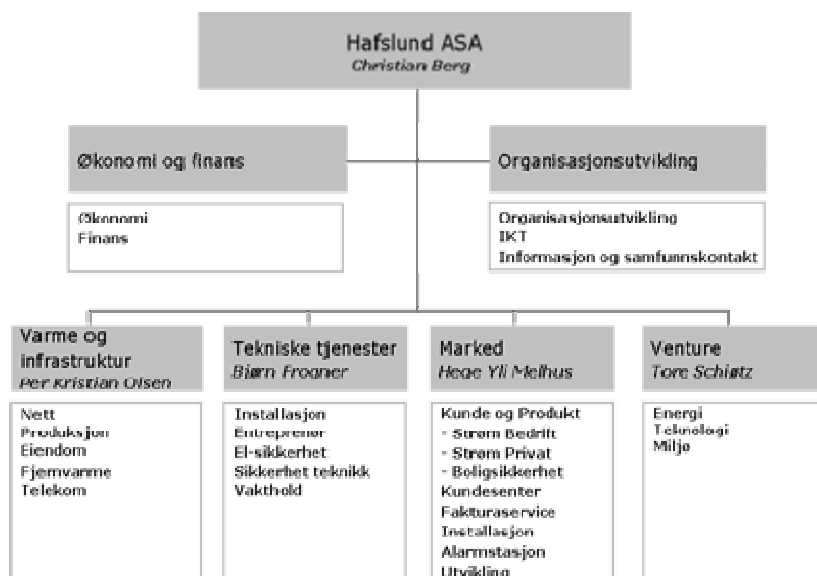 Hafslund ASA
Christian Berg
Økonomi og finans
Økonomi
Finans
Organisasjonsutvikling
Organisasjonsutvikling
IKT
Informasjon og samfunnskontakt
Varme og
infrastruktur
Per Kristian Olsen
Nett
Produksjon
Eiendom
Fjernvarme
Telekom
Tekniske tjenester
Bjørn Frogner
Installasjon
Entreprenør
El-sikkerhet
Sikkerhet teknikk
Vakthold
Marked
Hege Yli Melhus
Kunde og Produkt
- Strøm Bedrift
- Strøm Privat
- Boligsikkerhet
Kundesenter
Fakturaservice
Installasjon
Alarmstasjon
Utvikling
Venture
Tore Schiøtz
Energi
Teknologi
Miljø